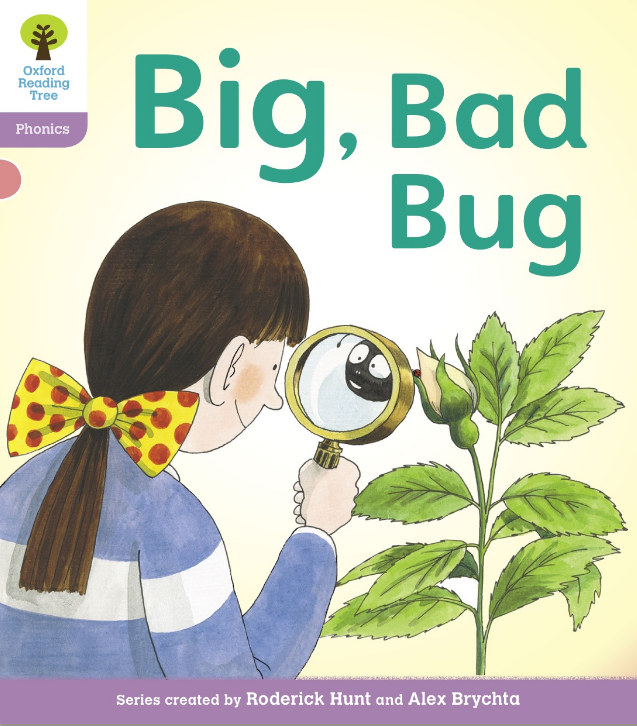 Oxford
Reading
Tree
Phonics
Big, Bad
Bug
Series created by Roderick Hunt and Alex Brychta